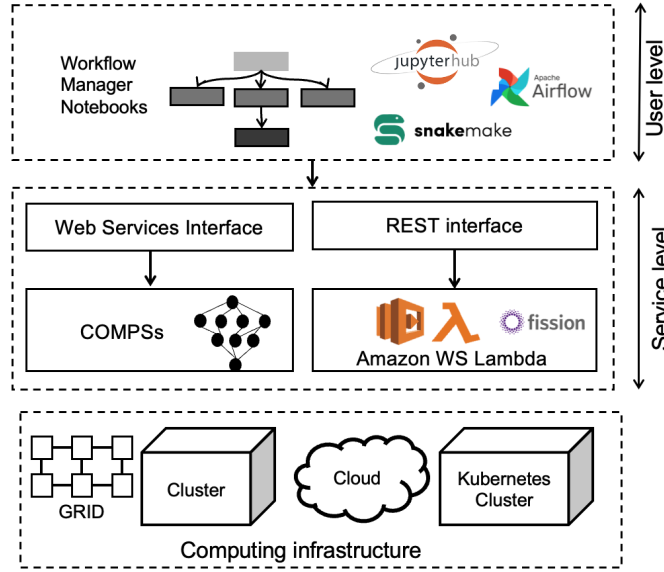 Workflow
Manager
Notebooks
jupyterhub
Apache
Airflow
snakemake
User level
Web Services Interface
REST interface
COMPSs
fission
Amazon WS Lambda
Service level
GRID
Cluster
Cloud
Kubernetes
Cluster
Computing infrastructure